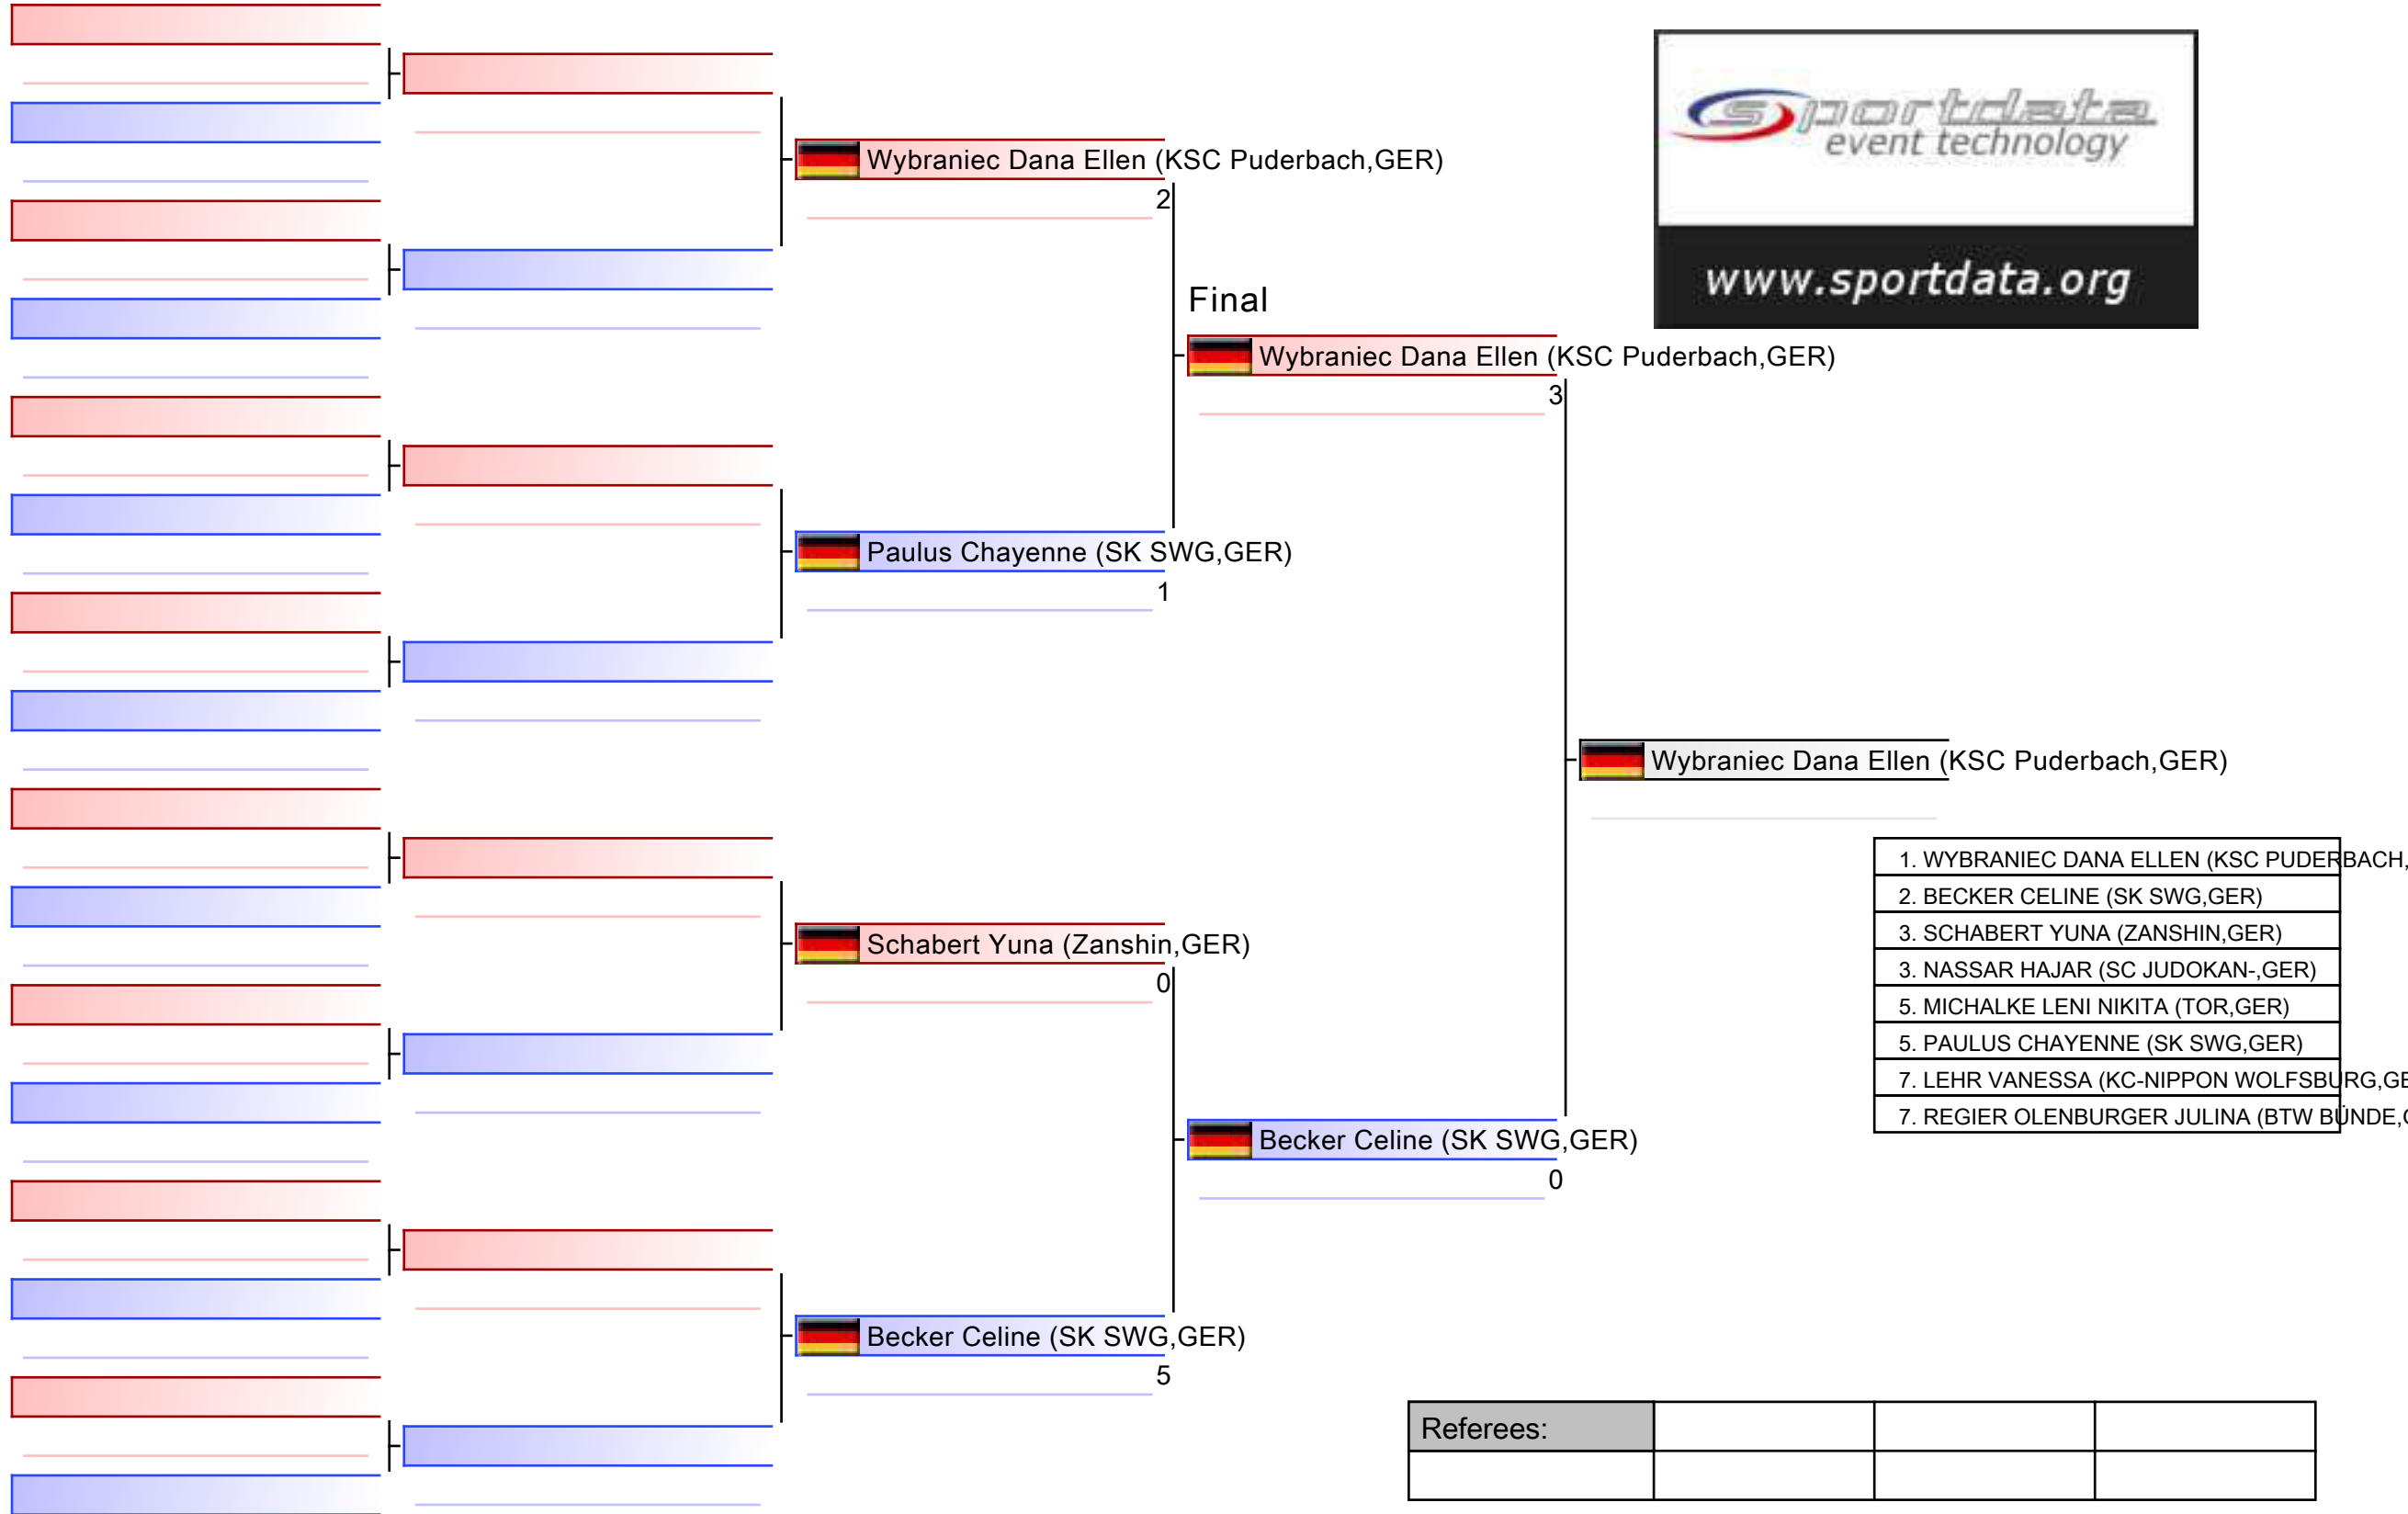 sportdata
event technology
www.sportdata.org
Wybraniec Dana Ellen (KSC Puderbach,GER)
2
Final
Wybraniec Dana Ellen (KSC Puderbach,GER)
3
Paulus Chayenne (SK SWG,GER)
1
Wybraniec Dana Ellen (KSC Puderbach,GER)
1. WYBRANIEC DANA ELLEN (KSC PUDERBACH,
2. BECKER CELINE (SK SWG,GER)
3. SCHABERT YUNA (ZANSHIN,GER)
3. NASSAR HAJAR (SC JUDOKAN-,GER)
5. MICHALKE LENI NIKITA (TOR,GER)
5. PAULUS CHAYENNE (SK SWG,GER)
7. LEHR VANESSA (KC-NIPPON WOLFSBURG,GE
7. REGIER OLENBURGER JULINA (BTW BÜNDE,
Schabert Yuna (Zanshin,GER)
0
Becker Celine (SK SWG,GER)
0
Becker Celine (SK SWG,GER)
5
Referees: